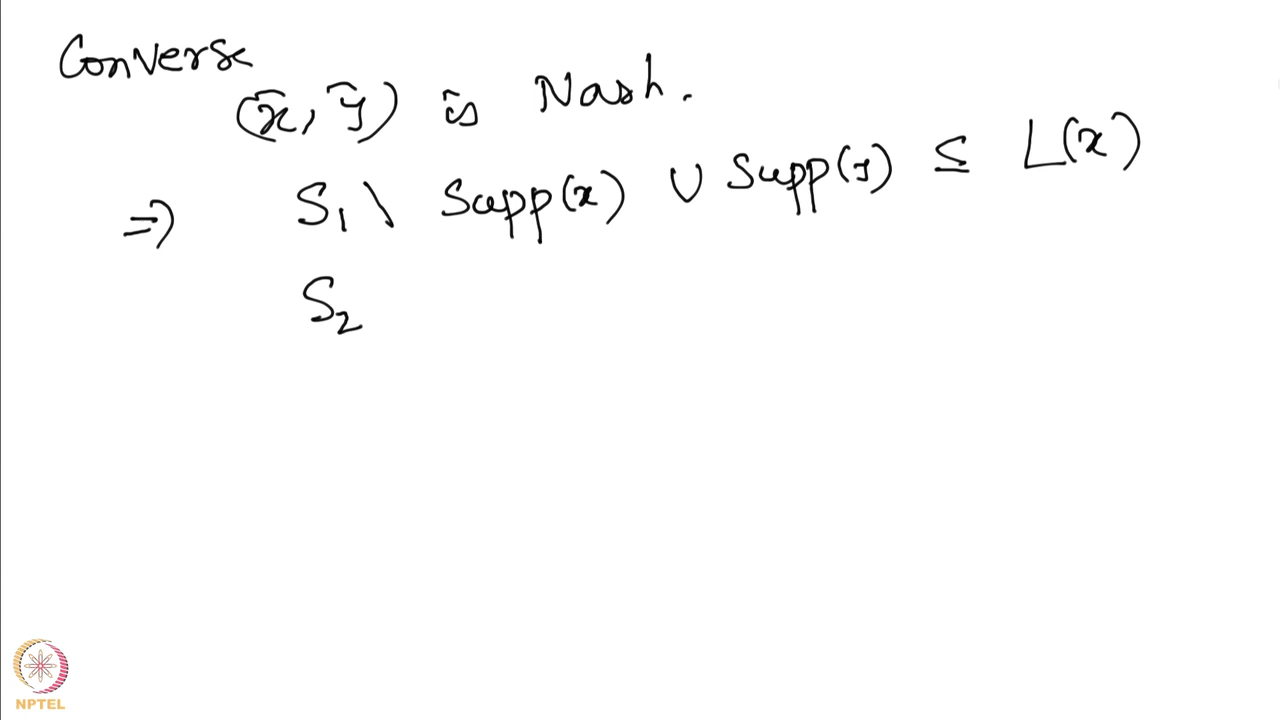 Converse
(x̄, ȳ) is Nash.
⇒ S₁ \ Supp(x) ∪ Supp(y) ⊆ L(x)
S₂
NPTEL